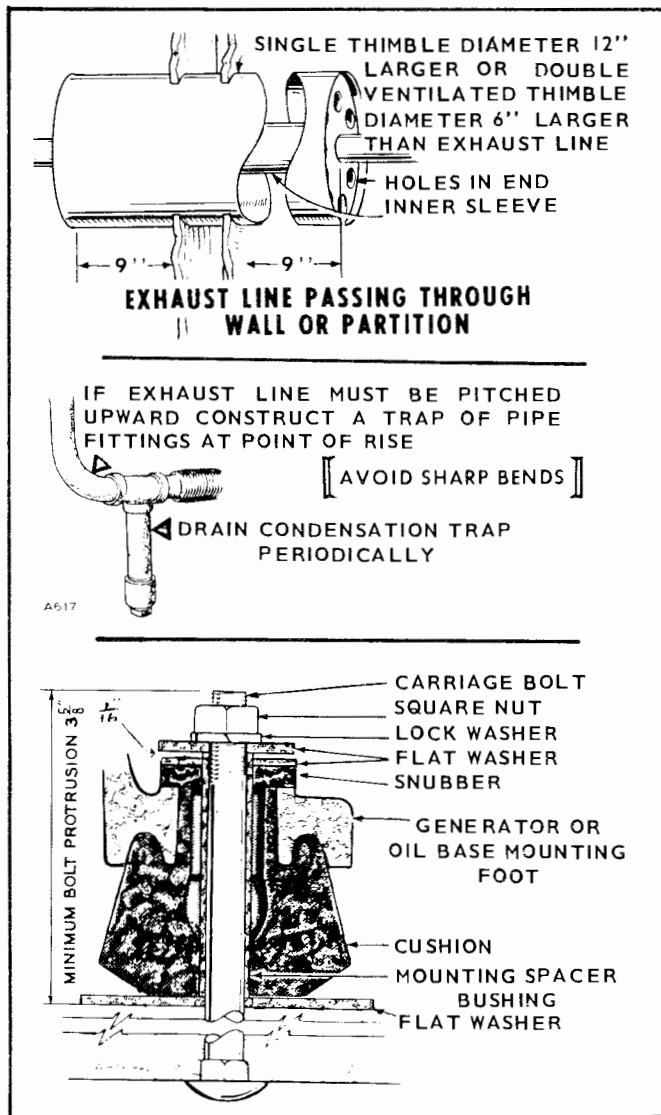 SINGLE THIMBLE DIAMETER 12"
LARGER OR DOUBLE
VENTILATED THIMBLE
DIAMETER 6" LARGER
THAN EXHAUST LINE
HOLES IN END
INNER SLEEVE
9" 9"
EXHAUST LINE PASSING THROUGH
WALL OR PARTITION
IF EXHAUST LINE MUST BE PITCHED
UPWARD CONSTRUCT A TRAP OF PIPE
FITTINGS AT POINT OF RISE
[AVOID SHARP BENDS]
DRAIN CONDENSATION TRAP
PERIODICALLY
A617
MINIMUM BOLT PROTRUSION 3 5/8"
1/16"
CARRIAGE BOLT
SQUARE NUT
LOCK WASHER
FLAT WASHER
SNUBBER
GENERATOR OR
OIL BASE MOUNTING
FOOT
CUSHION
MOUNTING SPACER
BUSHING
FLAT WASHER